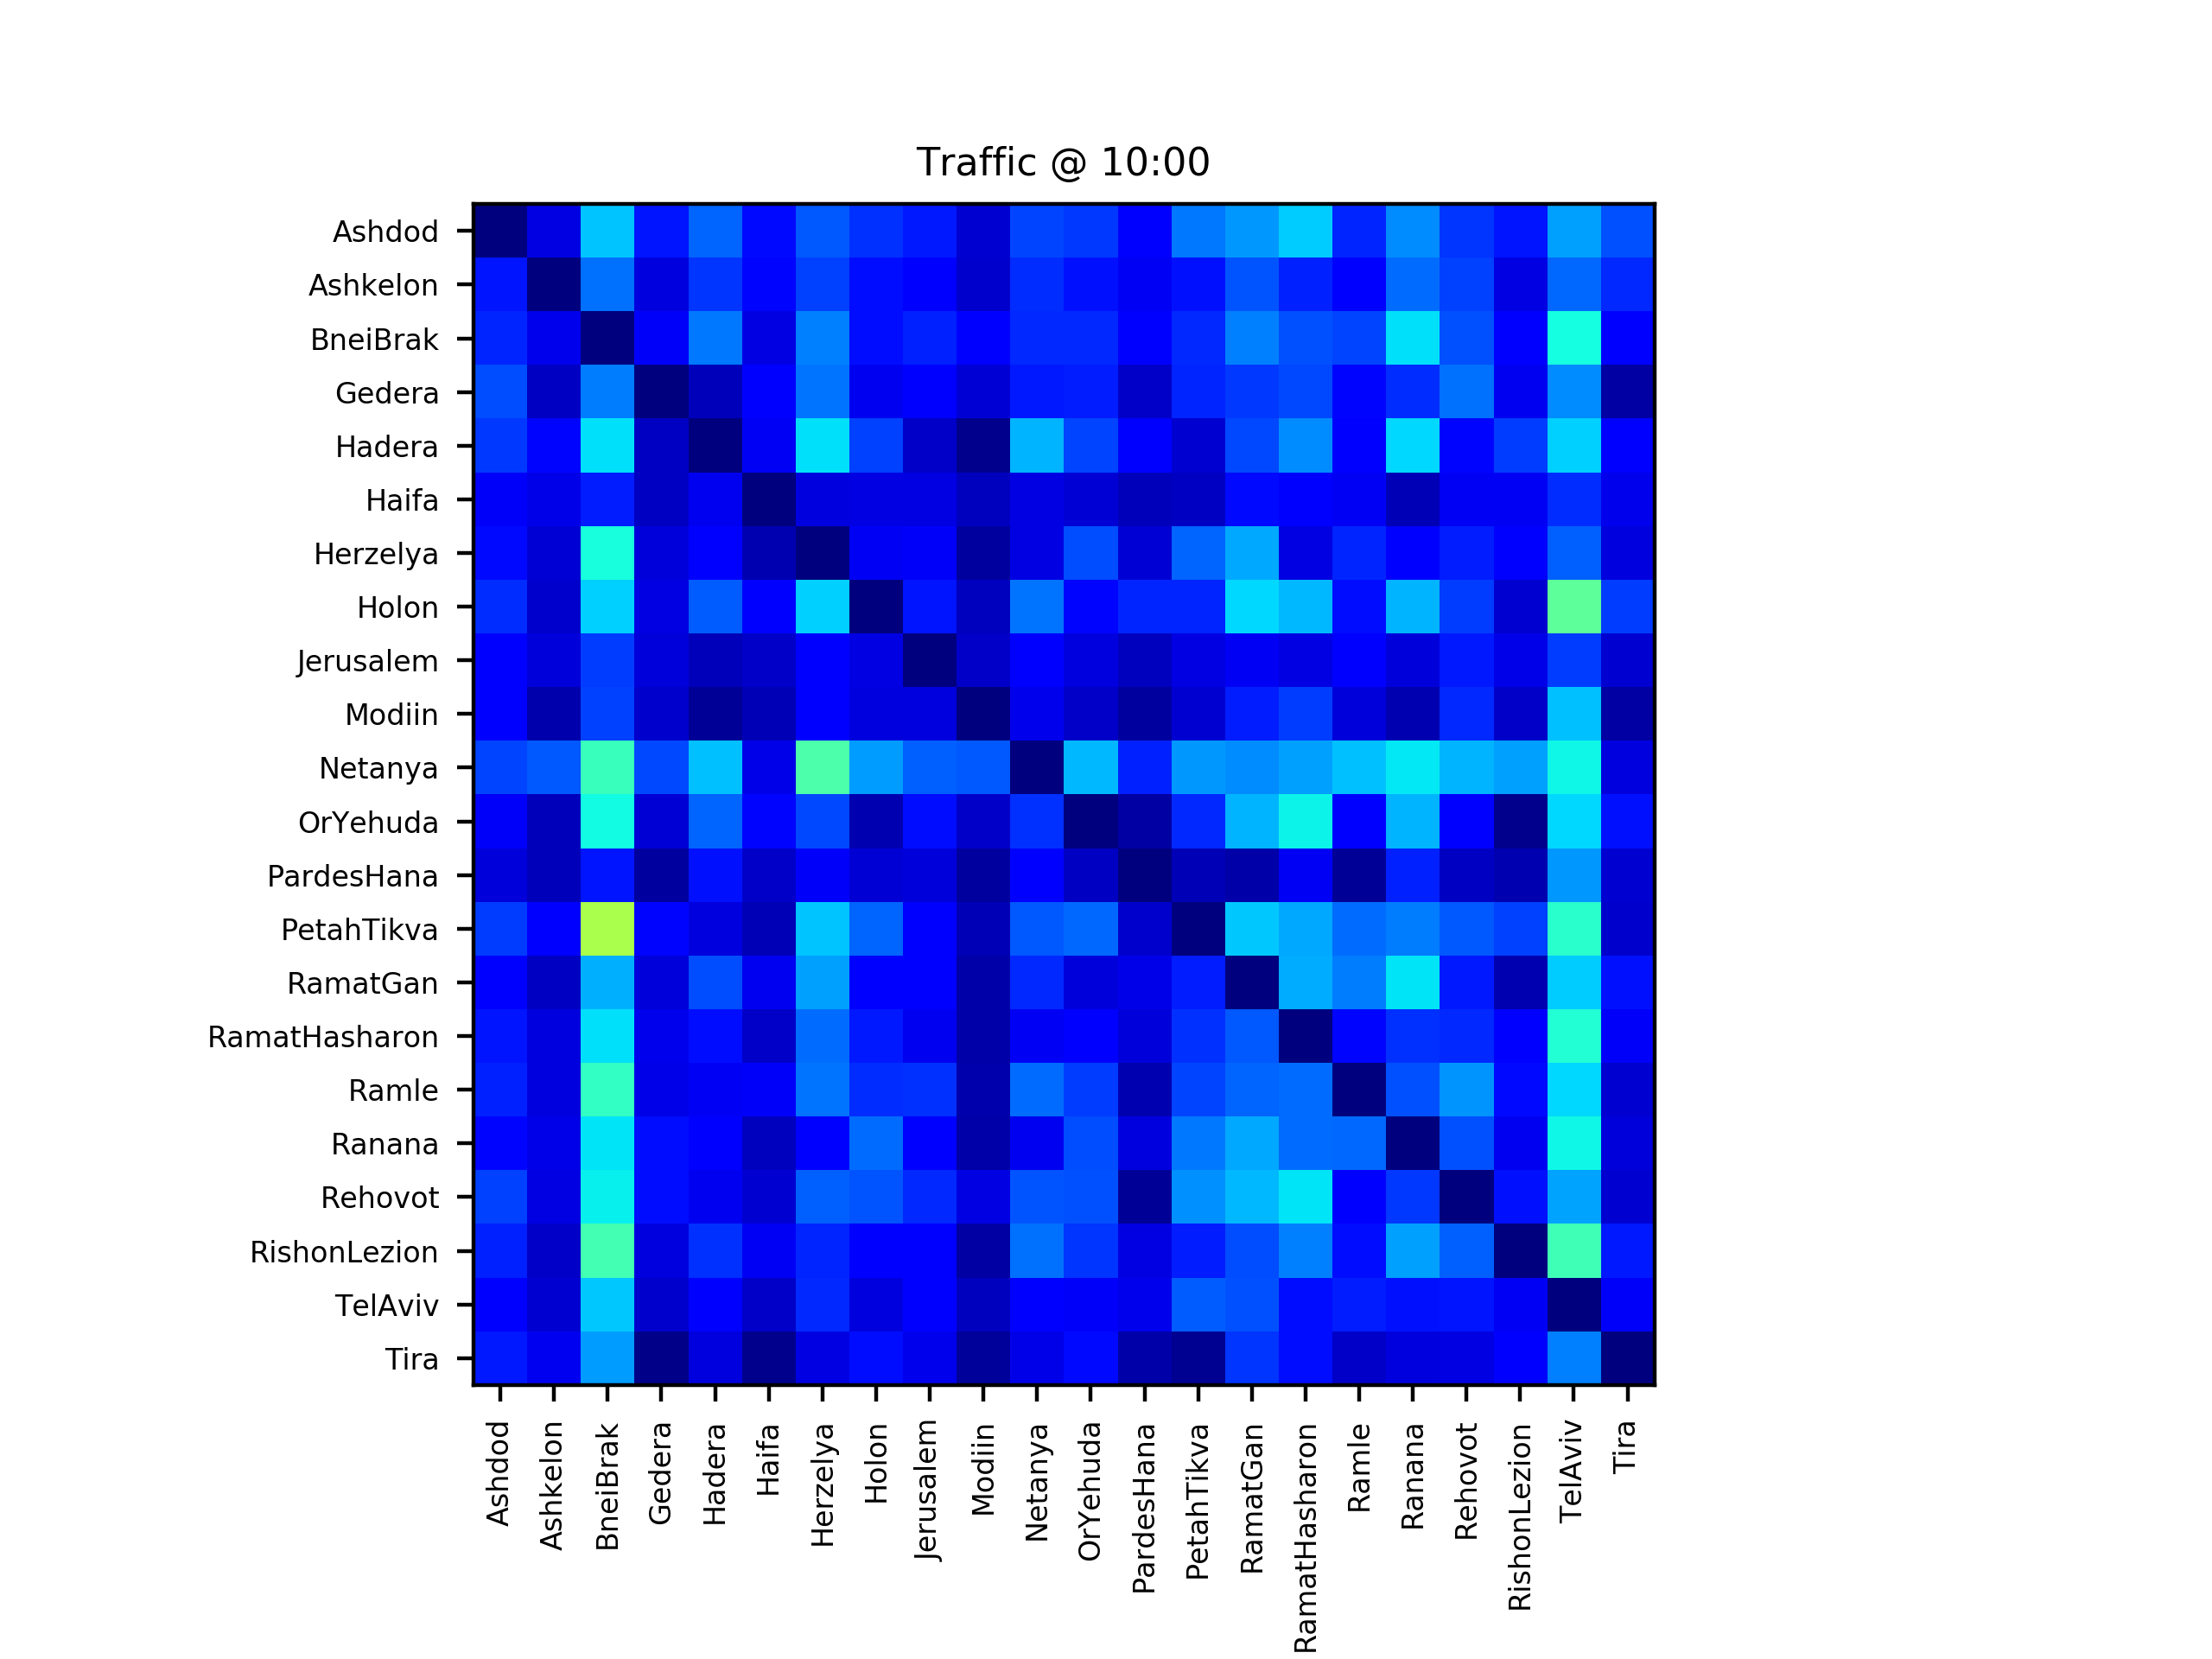 Traffic @ 10:00
Ashdod
Ashkelon
BneiBrak
Gedera
Hadera
Haifa
Herzelya
Holon
Jerusalem
Modiin
Netanya
OrYehuda
PardesHana
PetahTikva
RamatGan
RamatHasharon
Ramle
Ranana
Rehovot
RishonLezion
TelAviv
Tira
Ashdod
Ashkelon
BneiBrak
Gedera
Hadera
Haifa
Herzelya
Holon
Jerusalem
Modiin
Netanya
OrYehuda
PardesHana
PetahTikva
RamatGan
RamatHasharon
Ramle
Ranana
Rehovot
RishonLezion
TelAviv
Tira